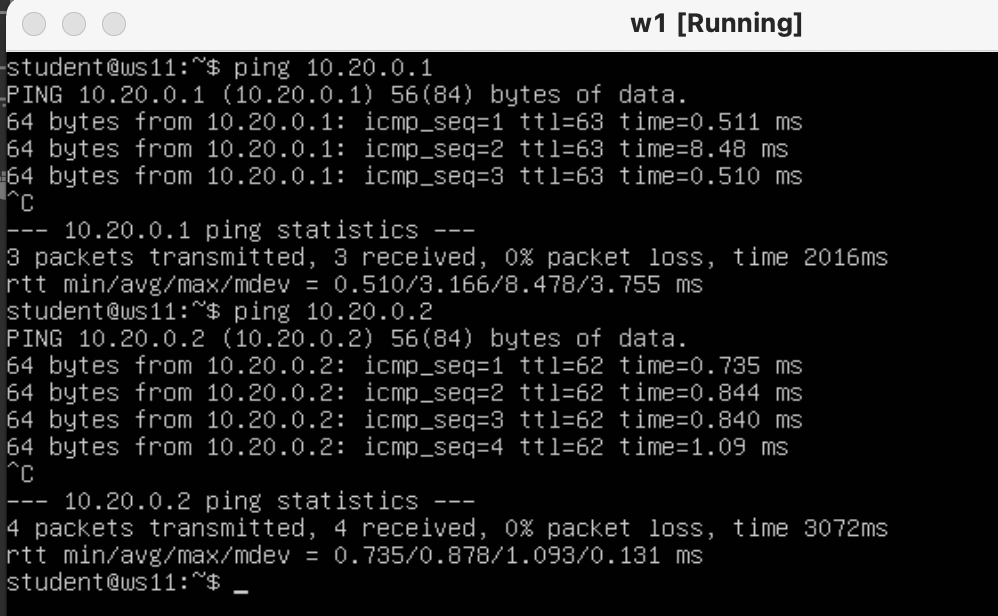 w1 [Running]
student@ws11:~$ ping 10.20.0.1
PING 10.20.0.1 (10.20.0.1) 56(84) bytes of data.
64 bytes from 10.20.0.1: icmp_seq=1 ttl=63 time=0.511 ms
64 bytes from 10.20.0.1: icmp_seq=2 ttl=63 time=8.48 ms
64 bytes from 10.20.0.1: icmp_seq=3 ttl=63 time=0.510 ms
^C
--- 10.20.0.1 ping statistics ---
3 packets transmitted, 3 received, 0% packet loss, time 2016ms
rtt min/avg/max/mdev = 0.510/3.166/8.478/3.755 ms
student@ws11:~$ ping 10.20.0.2
PING 10.20.0.2 (10.20.0.2) 56(84) bytes of data.
64 bytes from 10.20.0.2: icmp_seq=1 ttl=62 time=0.735 ms
64 bytes from 10.20.0.2: icmp_seq=2 ttl=62 time=0.844 ms
64 bytes from 10.20.0.2: icmp_seq=3 ttl=62 time=0.840 ms
64 bytes from 10.20.0.2: icmp_seq=4 ttl=62 time=1.09 ms
^C
--- 10.20.0.2 ping statistics ---
4 packets transmitted, 4 received, 0% packet loss, time 3072ms
rtt min/avg/max/mdev = 0.735/0.878/1.093/0.131 ms
student@ws11:~$ _